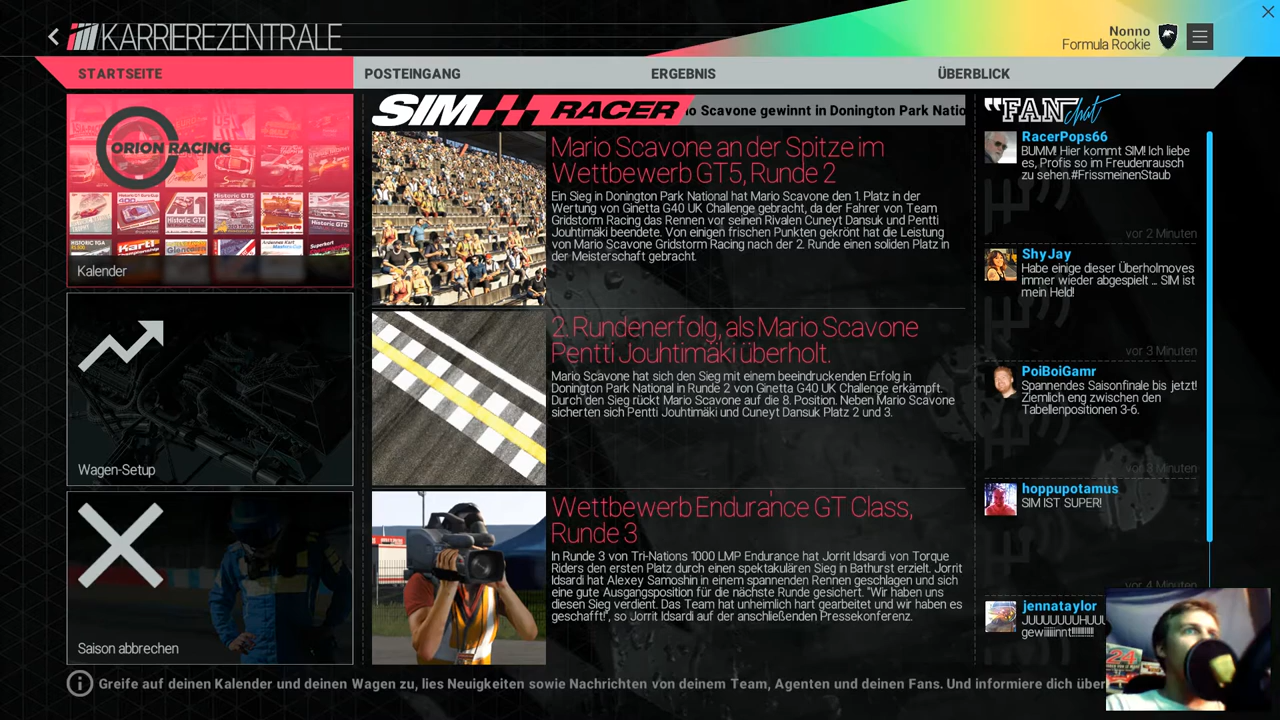 KARRIEREZENTRALE
Nonno
Formula Rookie
STARTSEITE
POSTEINGANG
ERGEBNIS
ÜBERBLICK
ORION RACING
Kalender
Wagen-Setup
Saison abbrechen
SIM RACER
io Scavone gewinnt in Donington Park Natio
Mario Scavone an der Spitze im
Wettbewerb GT5, Runde 2
Ein Sieg in Donington Park National hat Mario Scavone den 1. Platz in der
Wertung von Ginetta G40 UK Challenge gebracht, da der Fahrer von Team
Gridstorm Racing das Rennen vor seinen Rivalen Cuneyt Dansuk und Pentti
Jouhtimäki beendete. Von einigen frischen Punkten gekrönt hat die Leistung
von Mario Scavone Gridstorm Racing nach der 2. Runde einen soliden Platz in
der Meisterschaft gebracht.
2. Rundenerfolg, als Mario Scavone
Pentti Jouhtimäki überholt.
Mario Scavone hat sich den Sieg mit einem beeindruckenden Erfolg in
Donington Park National in Runde 2 von Ginetta G40 UK Challenge erkämpft.
Durch den Sieg rückt Mario Scavone auf die 8. Position. Neben Mario Scavone
sicherten sich Pentti Jouhtimäki und Cuneyt Dansuk Platz 2 und 3.
Wettbewerb Endurance GT Class,
Runde 3
In Runde 3 von Tri-Nations 1000 LMP Endurance hat Jorrit Idsardi von Torque
Riders den ersten Platz durch einen spektakulären Sieg in Bathurst erzielt. Jorrit
Idsardi hat Alexey Samoshin in einem spannenden Rennen geschlagen und sich
eine gute Ausgangsposition für die nächste Runde gesichert. "Wir haben uns
diesen Sieg verdient. Das Team hat unheimlich hart gearbeitet und wir haben es
geschafft!", so Jorrit Idsardi auf der anschließenden Pressekonferenz.
"FAN chat
RacerPops66
BUMM! Hier kommt SIM! Ich liebe
es, Profis so im Freudenrausch
zu sehen.#FrissmeinenStaub
vor 2 Minuten
ShyJay
Habe einige dieser Überholmoves
immer wieder abgespielt ... SIM ist
mein Held!
vor 3 Minuten
PoiBoiGamr
Spannendes Saisonfinale bis jetzt!
Ziemlich eng zwischen den
Tabellenpositionen 3-6.
vor 3 Minuten
hoppupotamus
SIM IST SUPER!
vor 4 Minuten
jennataylor
Greife auf deinen Kalender und deinen Wagen zu, lies Neuigkeiten sowie Nachrichten von deinem Team, Agenten und deinen Fans. Und informiere dich über
24